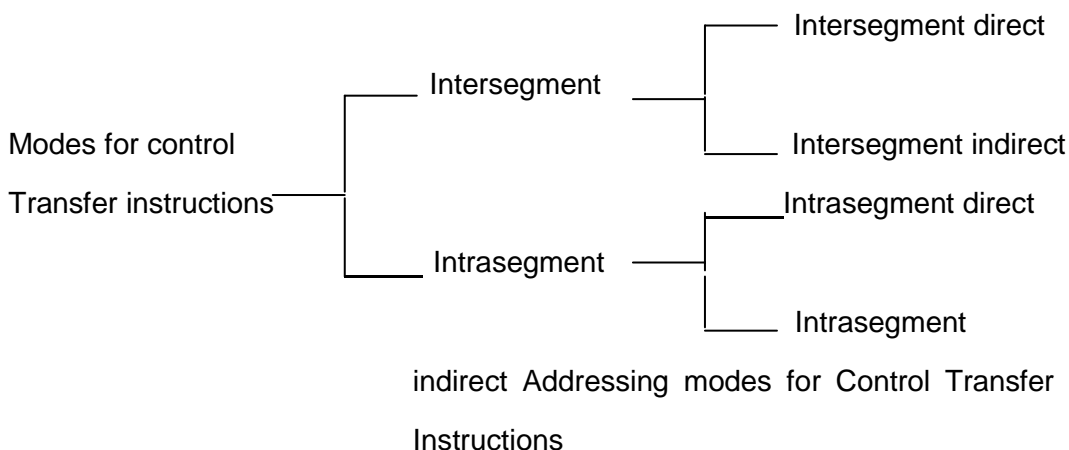 Intersegment direct
Intersegment
Modes for control
Intersegment indirect
Transfer instructions
Intrasegment direct
Intrasegment
Intrasegment
indirect Addressing modes for Control Transfer
Instructions